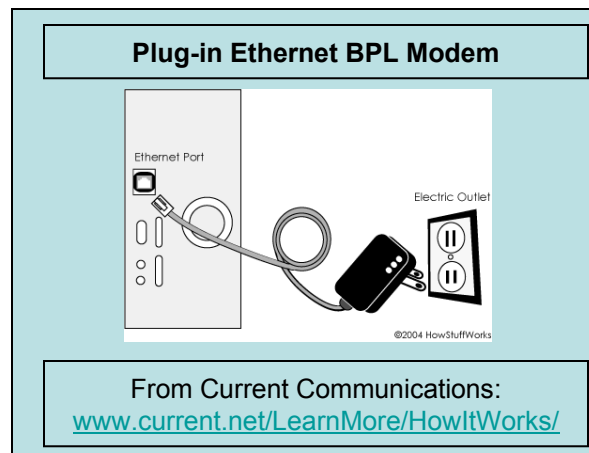 Plug-in Ethernet BPL Modem
Ethernet Port
Electric Outlet
©2004 HowStuffWorks
From Current Communications:
www.current.net/LearnMore/HowItWorks/